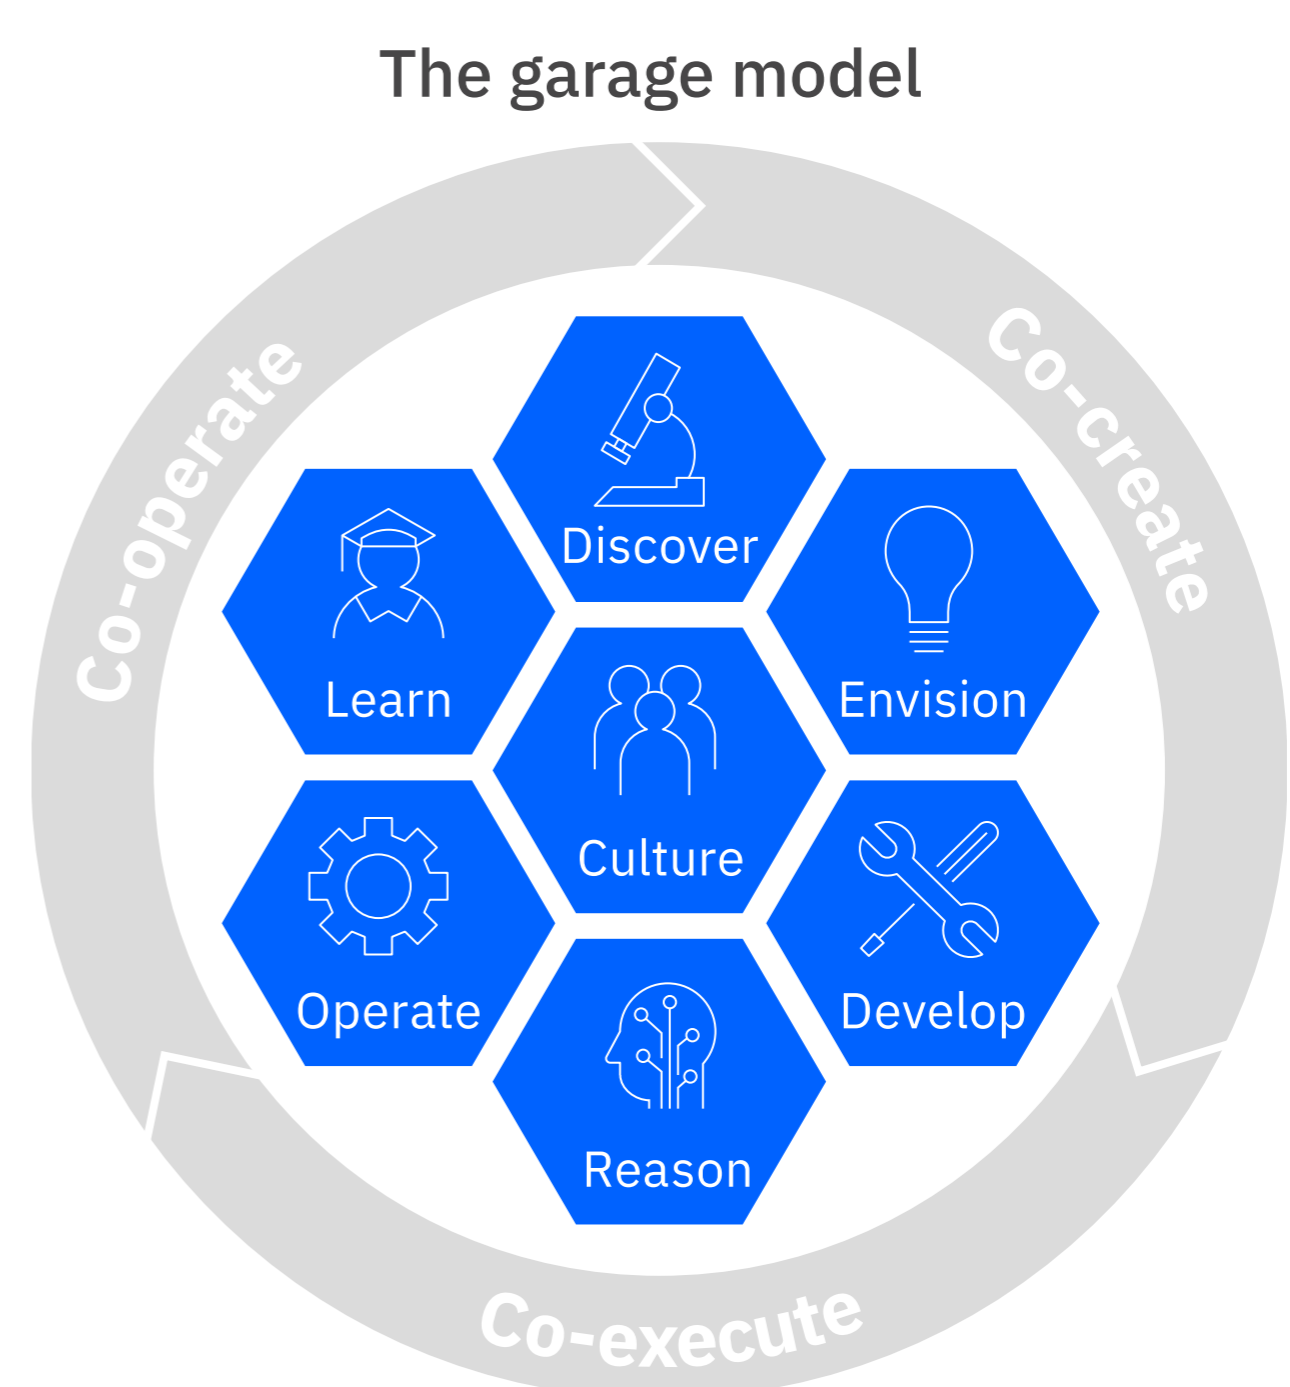 The garage model
Co-operate
Co-create
Discover
Learn
Envision
Culture
Operate
Develop
Reason
Co-execute